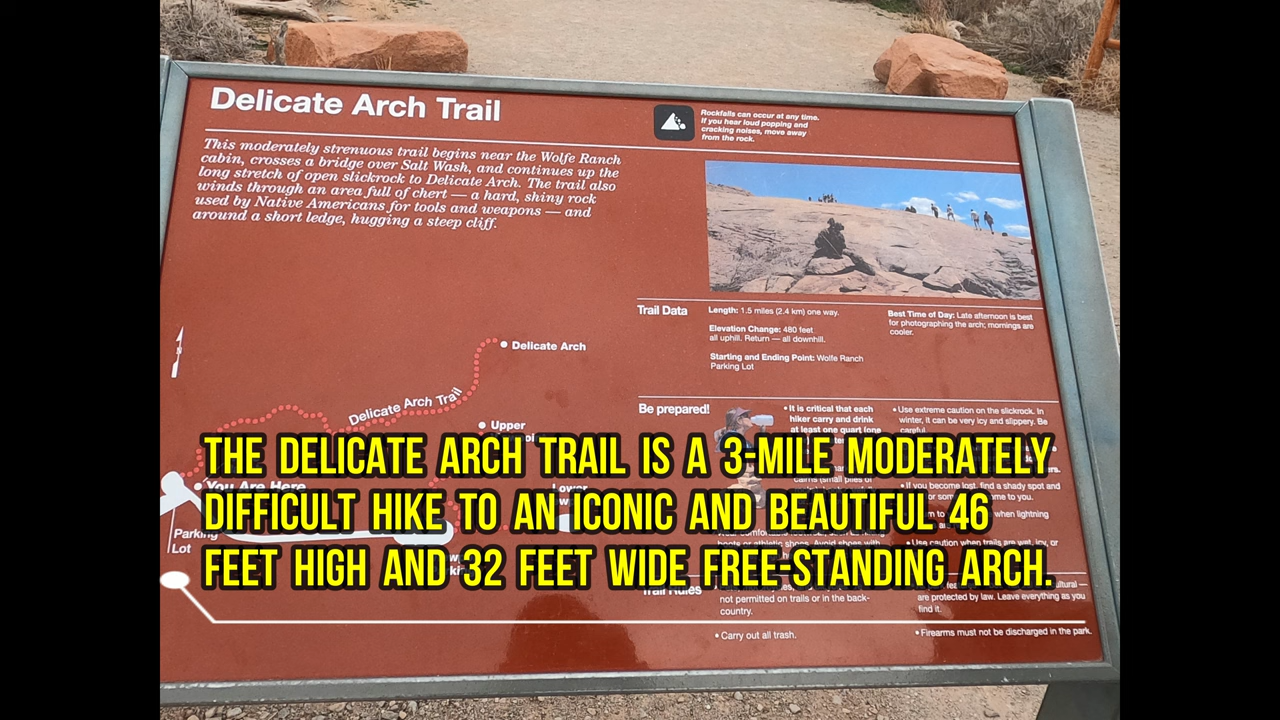 Delicate Arch Trail
Rockfalls can occur at any time.
If you hear loud popping and
cracking noises, move away
from the rock.
This moderately strenuous trail begins near the Wolfe Ranch
cabin, crosses a bridge over Salt Wash, and continues up the
long stretch of open slickrock to Delicate Arch. The trail also
winds through an area full of chert — a hard, shiny rock
used by Native Americans for tools and weapons — and
around a short ledge, hugging a steep cliff.
Trail Data
Length: 1.5 miles (2.4 km) one way.
Elevation Change: 480 feet
all uphill. Return — all downhill.
Starting and Ending Point: Wolfe Ranch
Parking Lot
Best Time of Day: Late afternoon is best
for photographing the arch; mornings are
cooler.
Delicate Arch
Delicate Arch Trail
Upper
You Are Here
Lower
Parking
Lot
Be prepared!
• It is critical that each
hiker carry and drink
at least one quart (one
• Use extreme caution on the slickrock. In
winter, it can be very icy and slippery. Be
careful
cairns (small piles of
• If you become lost, find a shady spot and
when lightning
• Use caution when trails are wet, icy, or
THE DELICATE ARCH TRAIL IS A 3-MILE MODERATELY
DIFFICULT HIKE TO AN ICONIC AND BEAUTIFUL 46
FEET HIGH AND 32 FEET WIDE FREE-STANDING ARCH.
Trail Rules
not permitted on trails or in the back-
country.
• Carry out all trash.
are protected by law. Leave everything as you
find it.
• Firearms must not be discharged in the park.